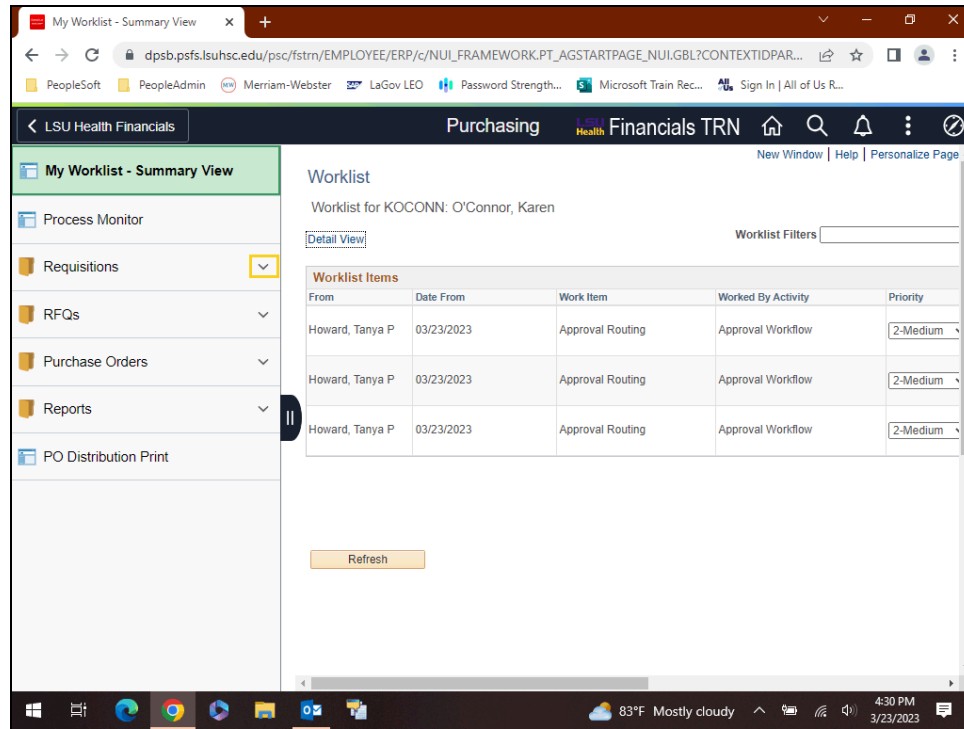 My Worklist - Summary View
dpsb.psfs.lsuhsc.edu/psc/fstrn/EMPLOYEE/ERP/c/NUI_FRAMEWORK.PT_AGSTARTPAGE_NUI.GBL?CONTEXTIDPAR...
PeopleSoft PeopleAdmin MW Merriam-Webster SAP LaGov LEO Password Strength... S Microsoft Train Rec... All Us Sign In | All of Us R...
LSU Health Financials Purchasing LSU Health Financials TRN
New Window | Help | Personalize Page
My Worklist - Summary View
Process Monitor
Requisitions
RFQs
Purchase Orders
Reports
PO Distribution Print
Worklist
Worklist for KOCONN: O'Connor, Karen
Detail View Worklist Filters
Worklist Items
From Date From Work Item Worked By Activity Priority
Howard, Tanya P 03/23/2023 Approval Routing Approval Workflow 2-Medium
Howard, Tanya P 03/23/2023 Approval Routing Approval Workflow 2-Medium
Howard, Tanya P 03/23/2023 Approval Routing Approval Workflow 2-Medium
Refresh
83°F Mostly cloudy 4:30 PM
3/23/2023